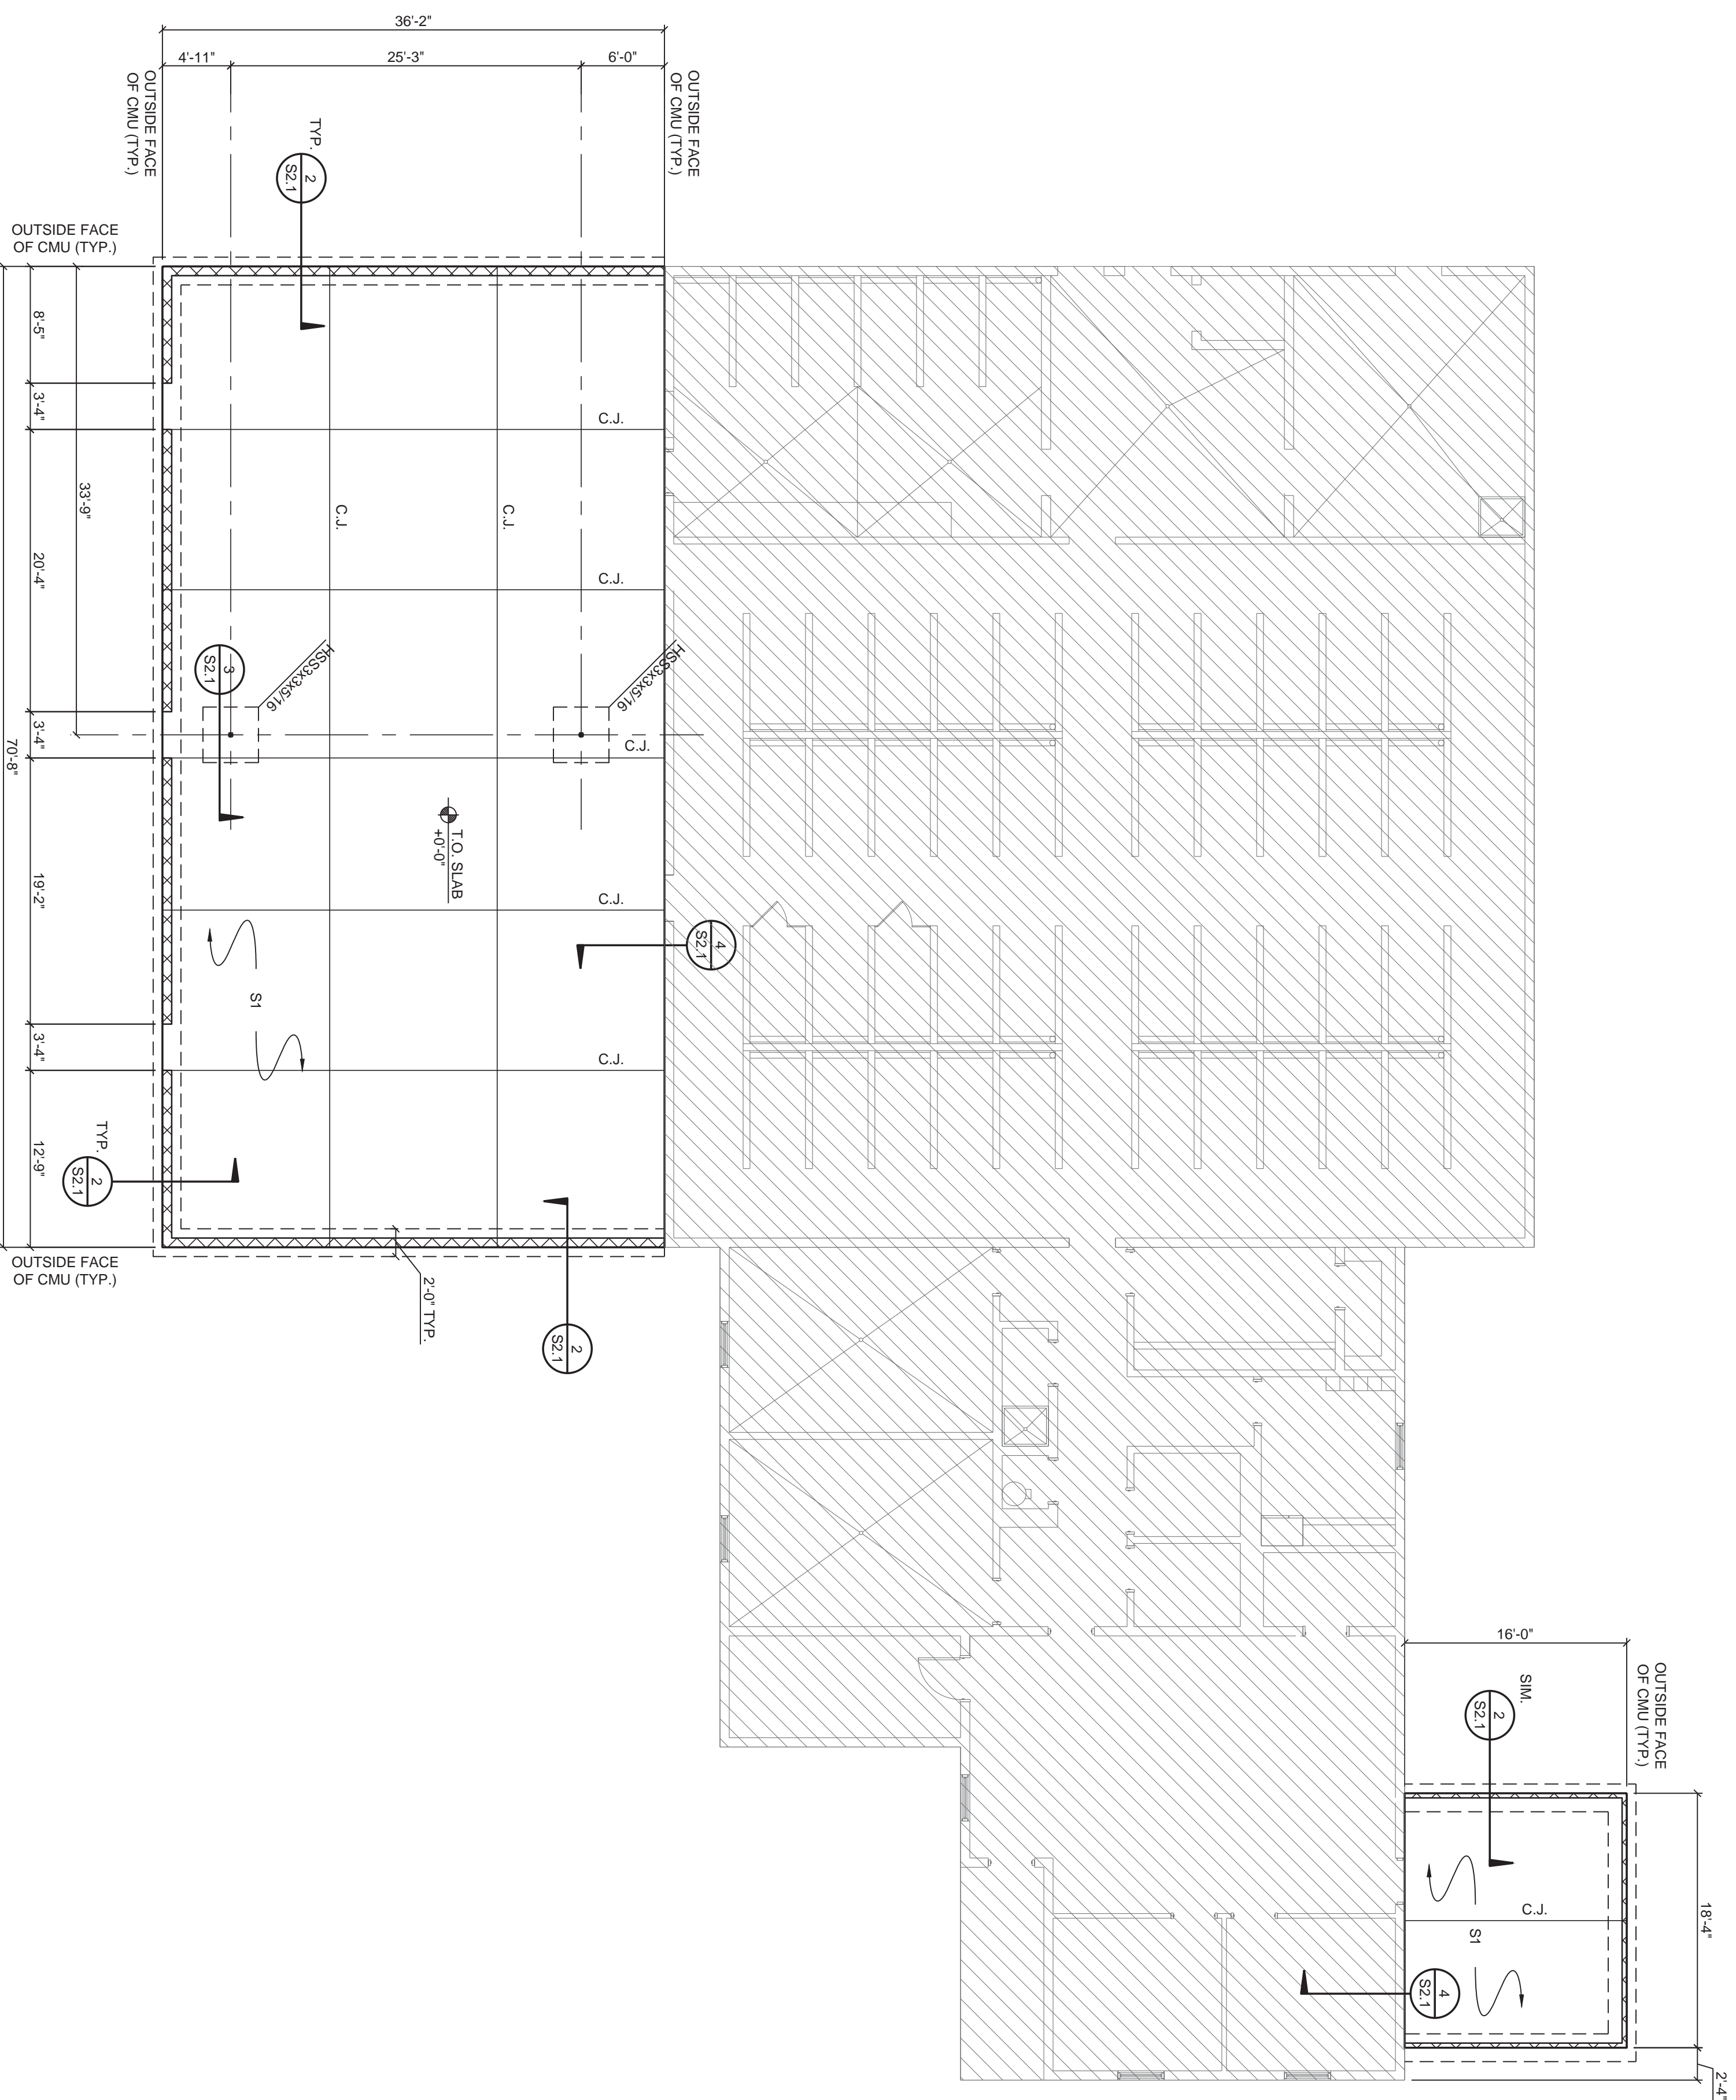 36'-2"
4'-11"
25'-3"
6'-0"
OUTSIDE FACE
OF CMU (TYP.)
OUTSIDE FACE
OF CMU (TYP.)
TYP.
2
S2.1
OUTSIDE FACE
OF CMU (TYP.)
8'-5"
3'-4"
20'-4"
3'-4"
19'-2"
3'-4"
12'-9"
33'-9"
70'-8"
C.J.
C.J.
C.J.
C.J.
C.J.
C.J.
C.J.
HSS3x3x5/16
HSS3x3x5/16
3
S2.1
T.O. SLAB
+0'-0"
4
S2.1
S1
TYP.
2
S2.1
OUTSIDE FACE
OF CMU (TYP.)
2'-0" TYP.
2
S2.1
16'-0"
OUTSIDE FACE
OF CMU (TYP.)
SIM.
2
S2.1
18'-4"
C.J.
S1
4
S2.1
2'-4"